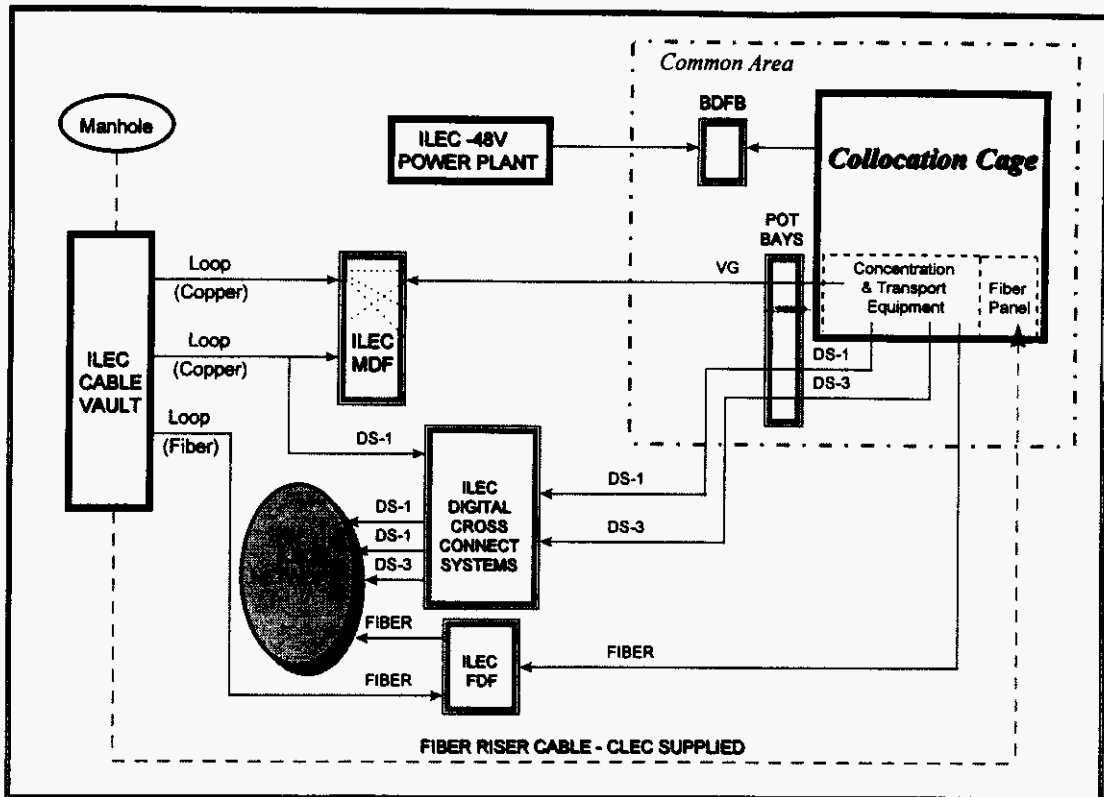 Common Area
Manhole
BDFB
ILEC -48V
POWER PLANT
Collocation Cage
POT
BAYS
Loop
(Copper)
VG
Concentration
& Transport
Equipment
Fiber
Panel
ILEC
MDF
Loop
(Copper)
ILEC
CABLE
VAULT
DS-1
DS-3
Loop
(Fiber)
DS-1
ILEC
DIGITAL
CROSS
CONNECT
SYSTEMS
DS-1
DS-1
DS-1
DS-3
DS-3
FIBER
ILEC
FDF
FIBER
FIBER
FIBER RISER CABLE - CLEC SUPPLIED